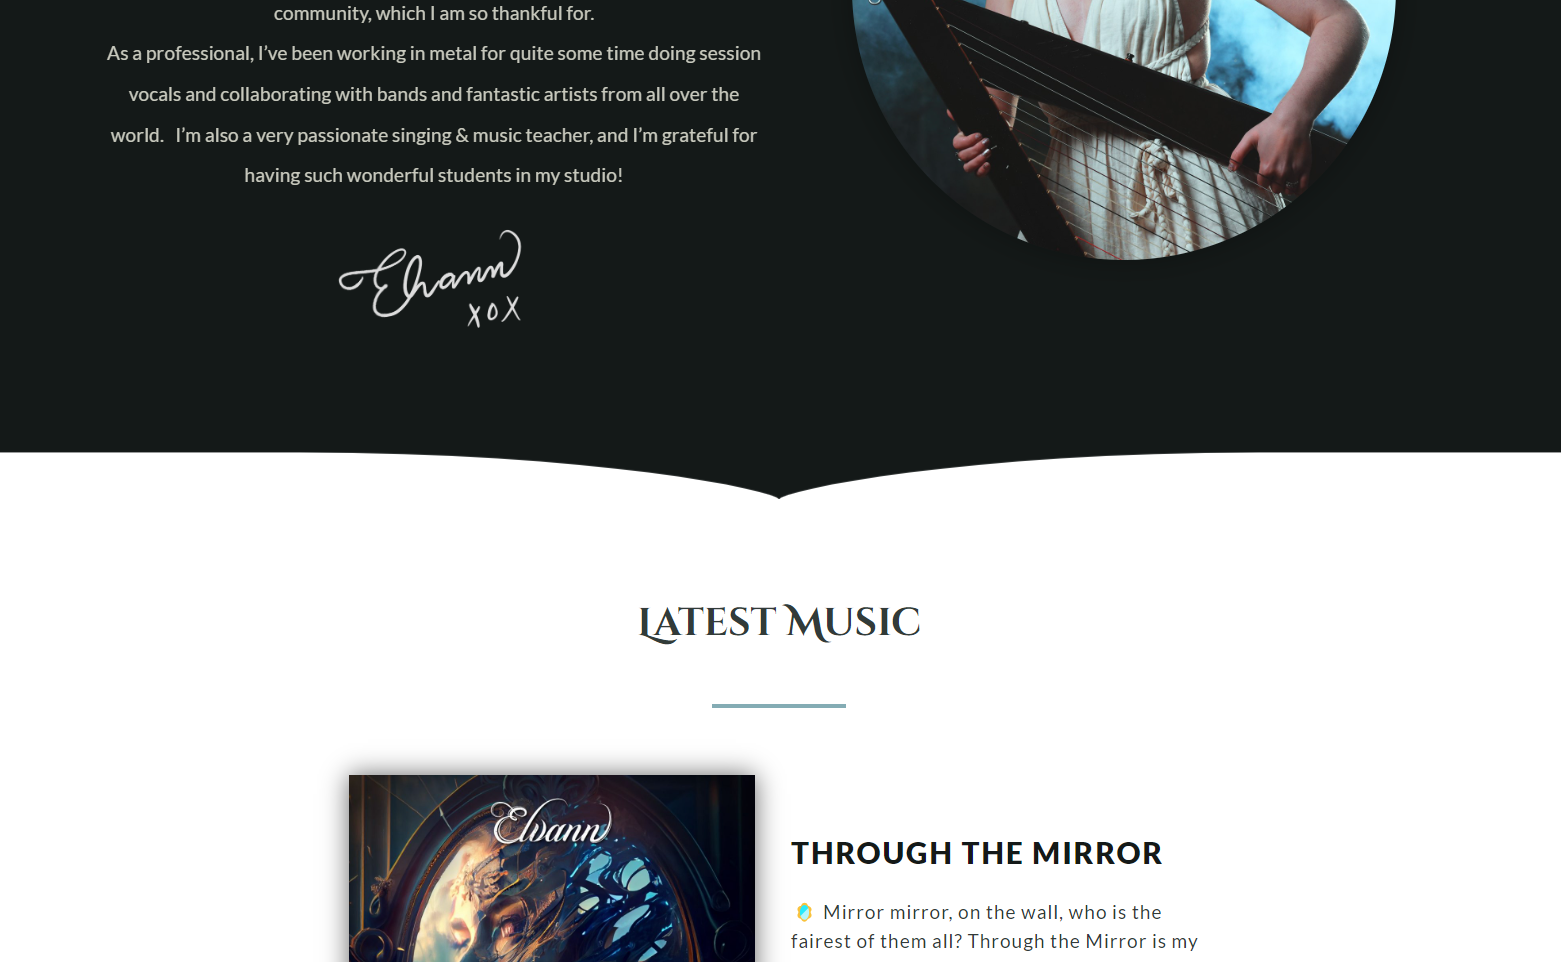 community, which I am so thankful for.
As a professional, I’ve been working in metal for quite some time doing session
vocals and collaborating with bands and fantastic artists from all over the
world.   I’m also a very passionate singing & music teacher, and I’m grateful for
having such wonderful students in my studio!
Elvann
xox
Latest Music
Elvann
THROUGH THE MIRROR
🪞 Mirror mirror, on the wall, who is the
fairest of them all? Through the Mirror is my